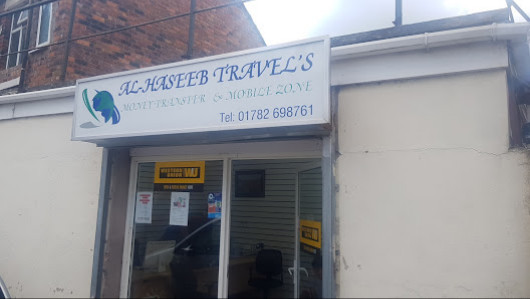 AL-HASEEB TRAVEL'S
MONEY TRANSFER & MOBILE ZONE
Tel: 01782 698761
WESTERN UNION WU